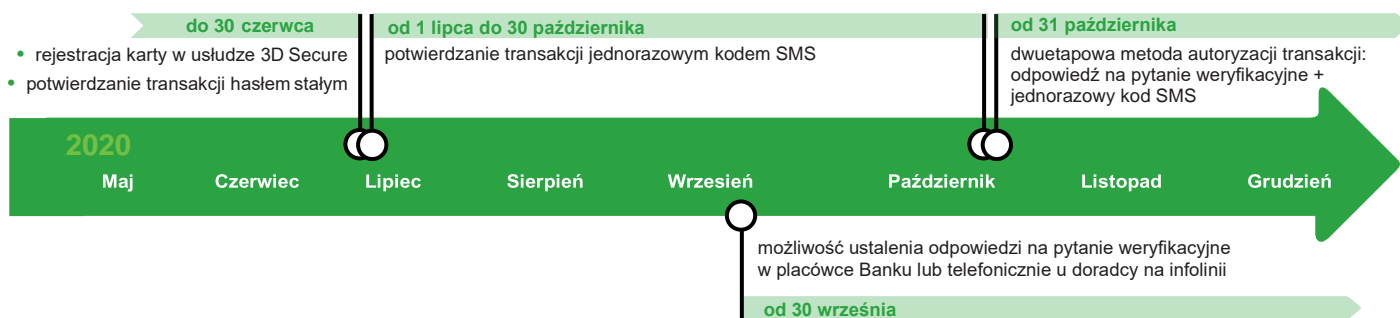 do 30 czerwca
• rejestracja karty w usłudze 3D Secure
• potwierdzanie transakcji hasłem stałym
od 1 lipca do 30 października
potwierdzanie transakcji jednorazowym kodem SMS
od 31 października
dwuetapowa metoda autoryzacji transakcji:
odpowiedź na pytanie weryfikacyjne +
jednorazowy kod SMS
2020
Maj Czerwiec Lipiec Sierpień Wrzesień Październik Listopad Grudzień
możliwość ustalenia odpowiedzi na pytanie weryfikacyjne
w placówce Banku lub telefonicznie u doradcy na infolinii
od 30 września